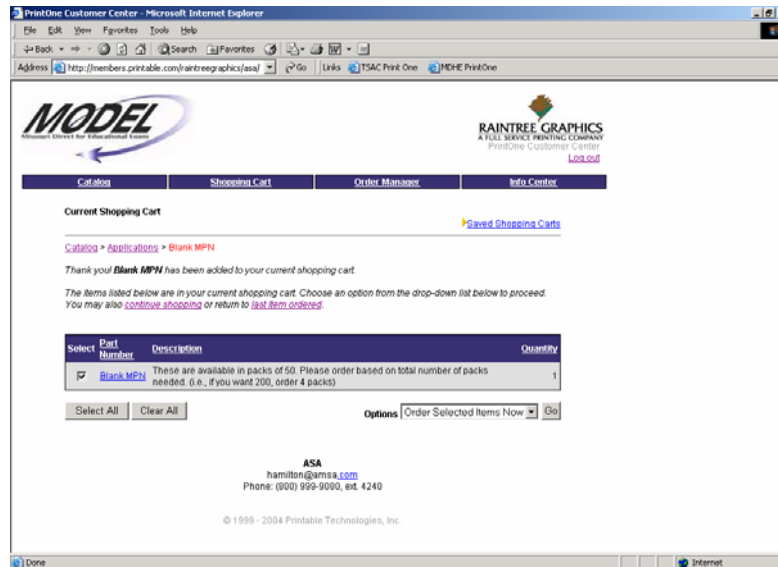 PrintOne Customer Center - Microsoft Internet Explorer
File Edit View Favorites Tools Help
Back Search Favorites
Address http://members.printable.com/raintreegraphics/asa/ Go Links TSAC Print One MDHE PrintOne
MODEL
Missouri Direct for Educational Loans
RAINTREE GRAPHICS
A FULL SERVICE PRINTING COMPANY
PrintOne Customer Center
Log out
Catalog Shopping Cart Order Manager Info Center
Current Shopping Cart
Saved Shopping Carts
Catalog > Applications > Blank MPN
Thank you! Blank MPN has been added to your current shopping cart.
The items listed below are in your current shopping cart. Choose an option from the drop-down list below to proceed.
You may also continue shopping or return to last item ordered.
Select Part Number Description Quantity
Blank MPN These are available in packs of 50. Please order based on total number of packs 1
needed. (i.e., if you want 200, order 4 packs)
Select All Clear All Options Order Selected Items Now Go
ASA
hamilton@amsa.com
Phone: (800) 999-9080, ext. 4240
© 1999 - 2004 Printable Technologies, Inc.
Done Internet